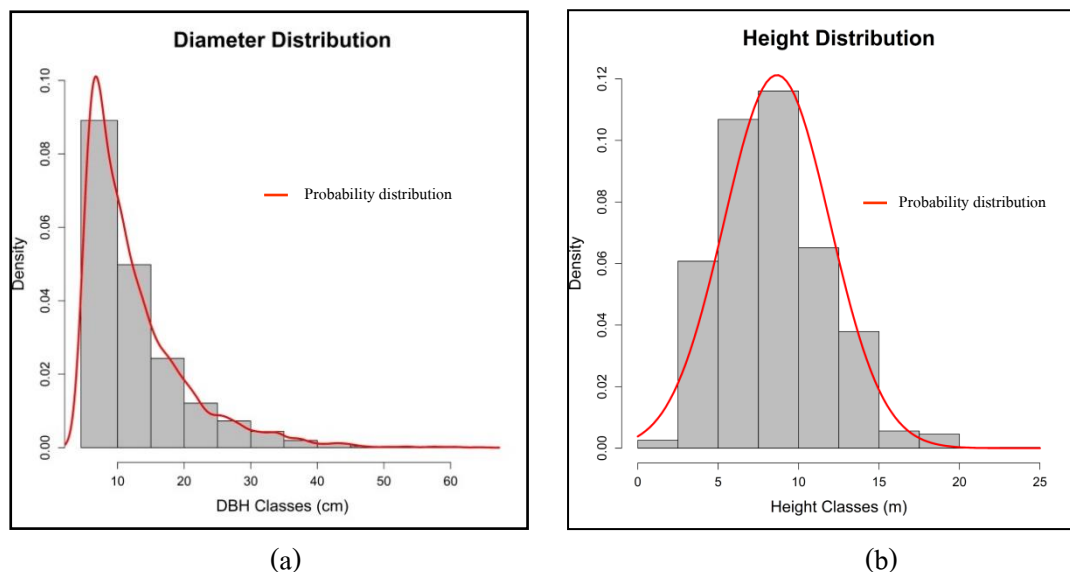 Diameter Distribution
0.10
0.08
0.06
0.04
0.02
0.00
Density
Probability distribution
10 20 30 40 50 60
DBH Classes (cm)
(a)
Height Distribution
0.12
0.10
0.08
0.06
0.04
0.02
0.00
Density
Probability distribution
0 5 10 15 20 25
Height Classes (m)
(b)